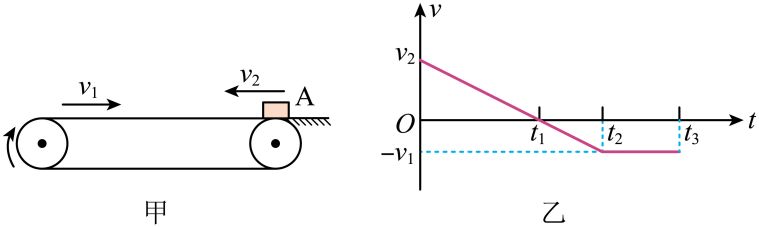 v₁
v₂
A
甲
v
v₂
O
t₁
t₂
t₃
t
−v₁
乙